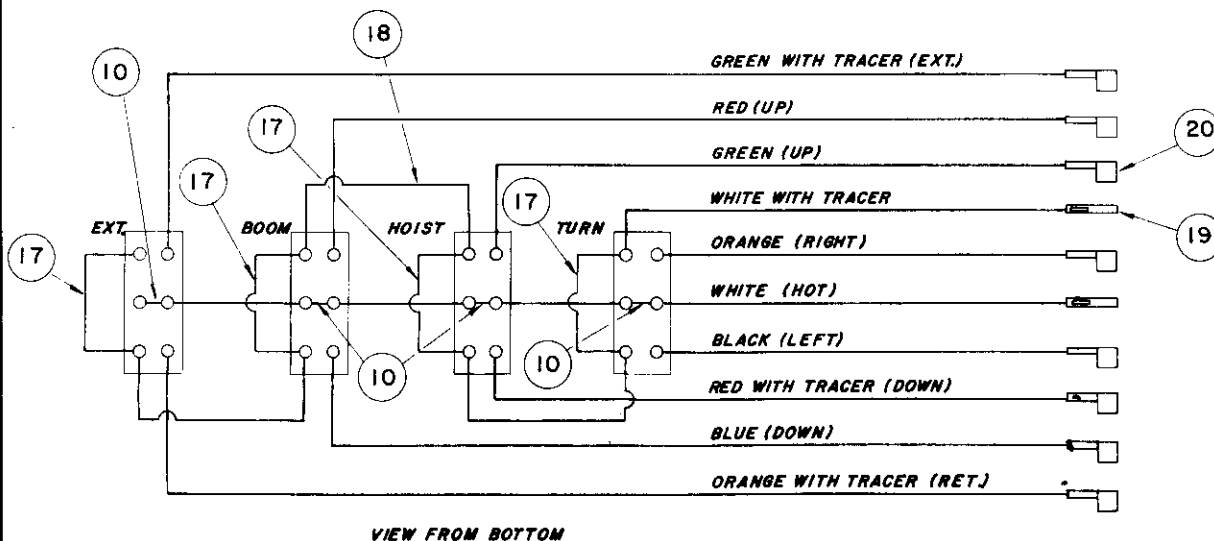 18
10
GREEN WITH TRACER (EXT.)
RED (UP)
17
17
GREEN (UP)
20
17
WHITE WITH TRACER
EXT.
BOOM
HOIST
TURN
19
17
ORANGE (RIGHT)
WHITE (HOT)
10
10
BLACK (LEFT)
RED WITH TRACER (DOWN)
BLUE (DOWN)
ORANGE WITH TRACER (RET.)
VIEW FROM BOTTOM